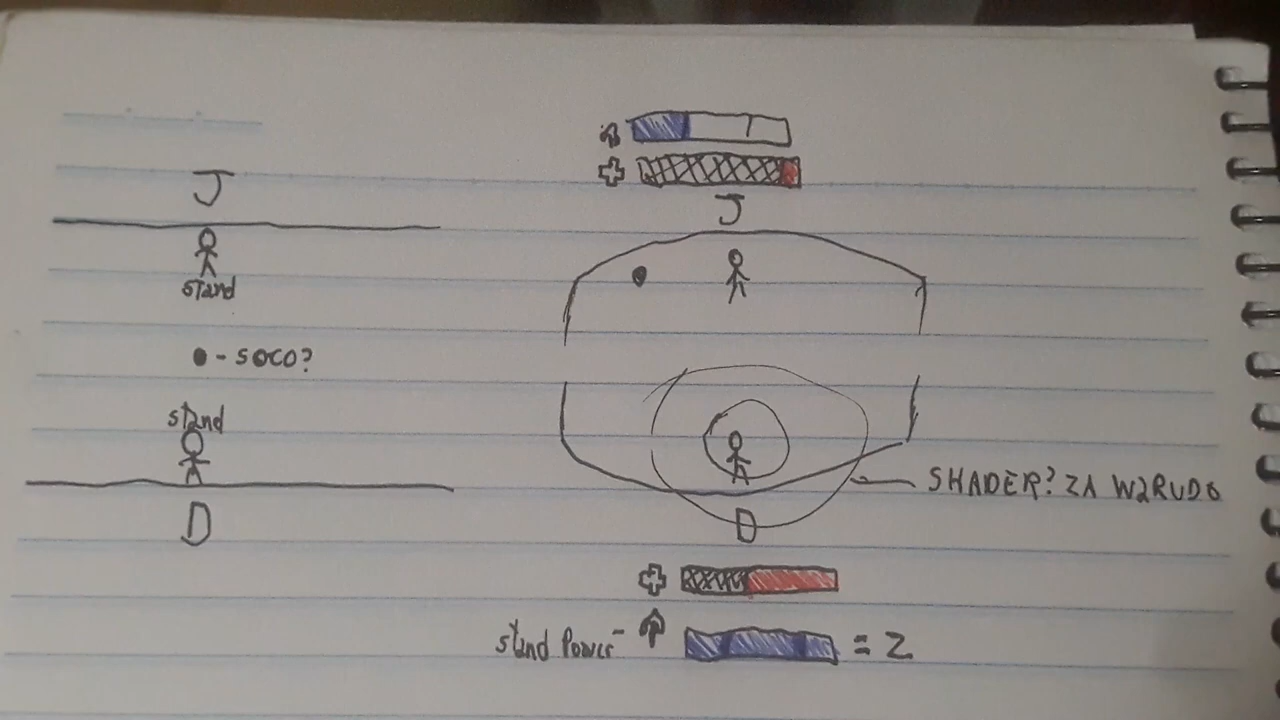 J
stand
- SOCO?
stand
D
J
SHADER? ZA WARUDO
D
stand Power - = 2